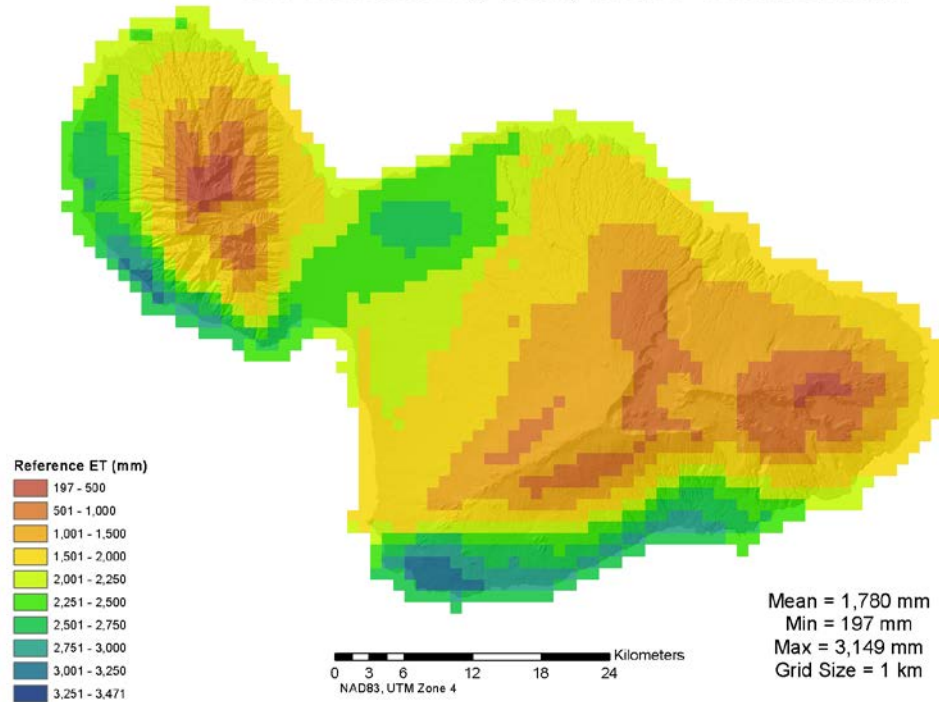 Reference ET (mm)
197 - 500
501 - 1,000
1,001 - 1,500
1,501 - 2,000
2,001 - 2,250
2,251 - 2,500
2,501 - 2,750
2,751 - 3,000
3,001 - 3,250
3,251 - 3,471
Kilometers
0 3 6 12 18 24
NAD83, UTM Zone 4
Mean = 1,780 mm
Min = 197 mm
Max = 3,149 mm
Grid Size = 1 km